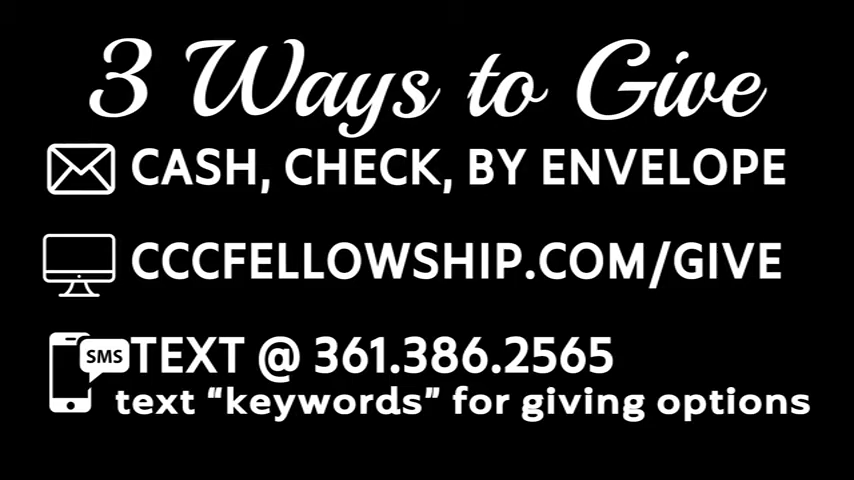 3 Ways to Give
CASH, CHECK, BY ENVELOPE
CCCFELLOWSHIP.COM/GIVE
SMS TEXT @ 361.386.2565
text “keywords” for giving options